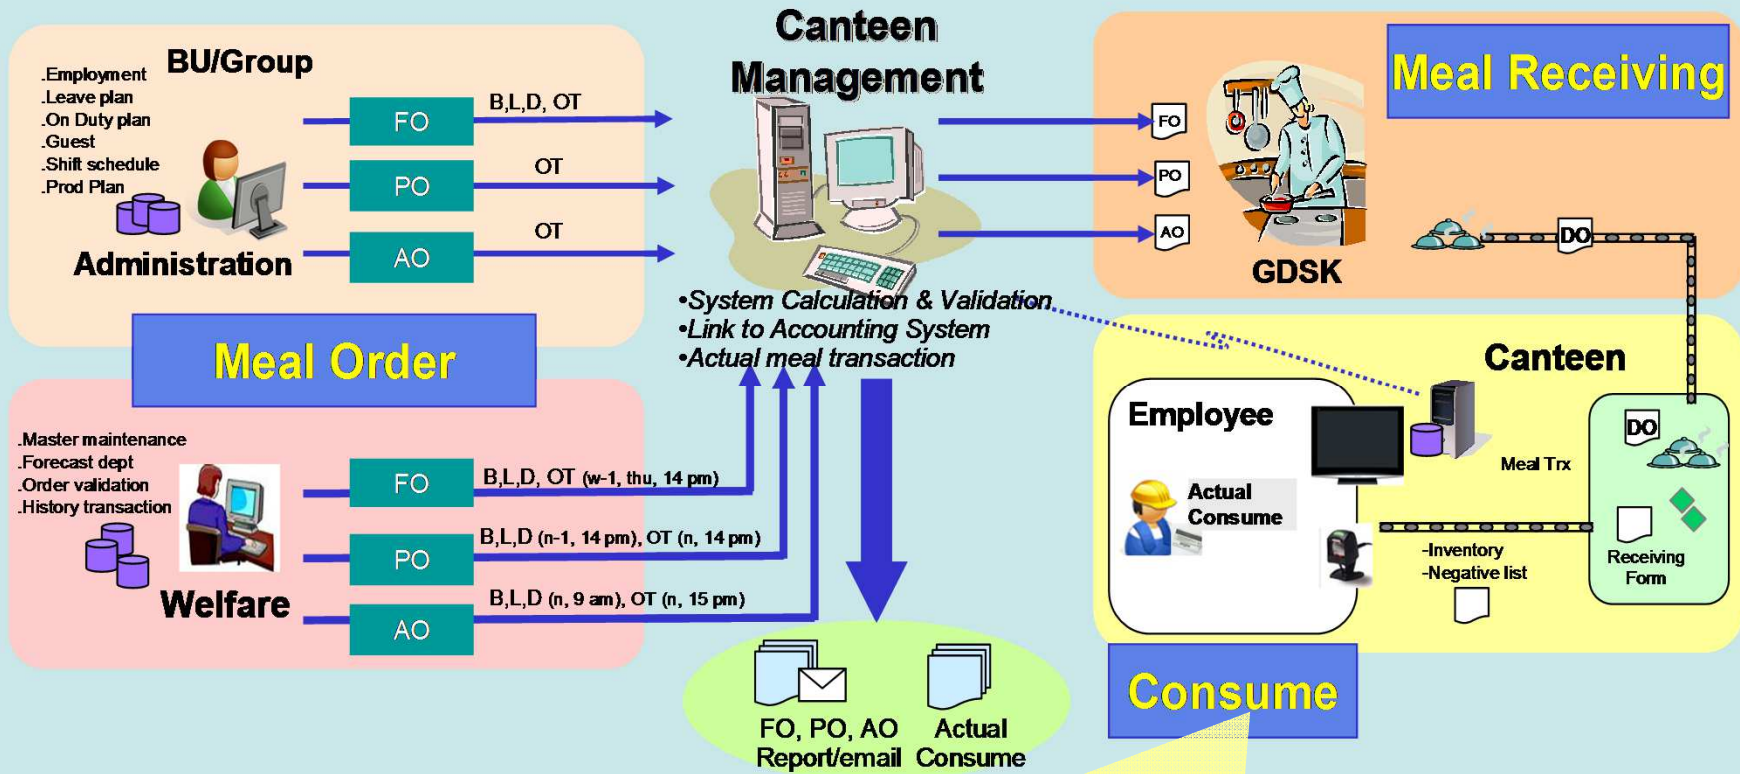 Canteen
Management
BU/Group
.Employment
.Leave plan
.On Duty plan
.Guest
.Shift schedule
.Prod Plan
Administration
FO
B,L,D, OT
PO
OT
AO
OT
Meal Order
.Master maintenance
.Forecast dept
.Order validation
.History transaction
Welfare
FO
B,L,D, OT (w-1, thu, 14 pm)
PO
B,L,D (n-1, 14 pm), OT (n, 14 pm)
AO
B,L,D (n, 9 am), OT (n, 15 pm)
•System Calculation & Validation
•Link to Accounting System
•Actual meal transaction
FO, PO, AO
Report/email
Actual
Consume
Meal Receiving
FO
PO
AO
GDSK
DO
Canteen
Employee
Actual
Consume
Meal Trx
DO
-Inventory
-Negative list
Receiving
Form
Consume